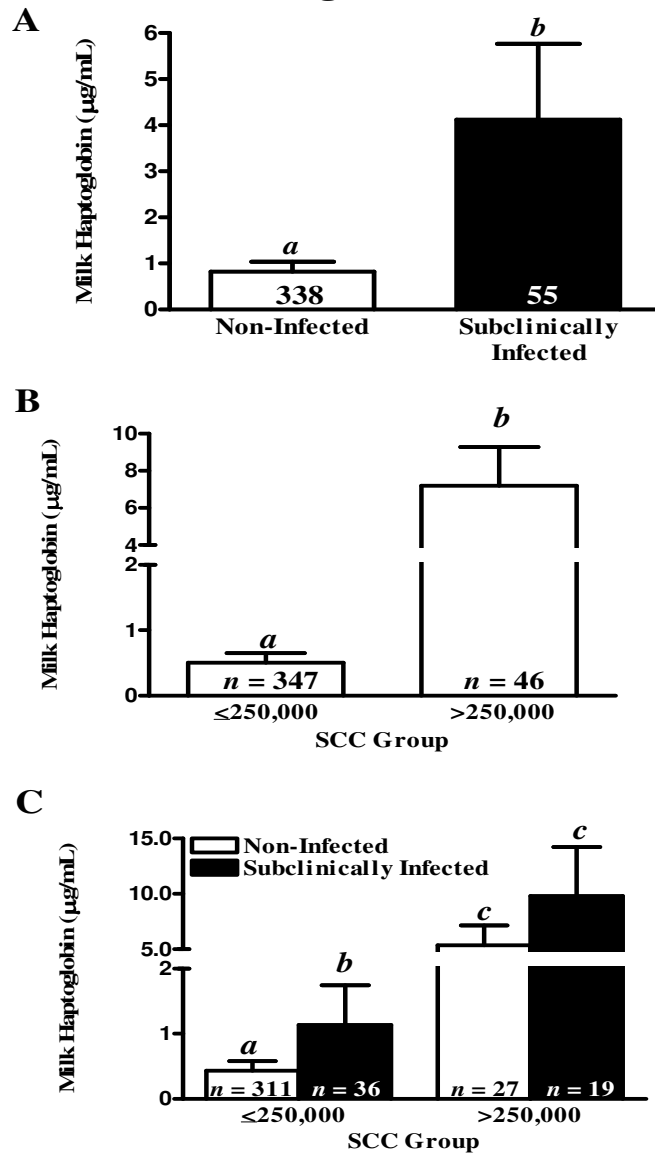 A
Milk Haptoglobin (µg/mL)
6
5
4
3
2
1
0
a
b
338
55
Non-Infected
Subclinically
Infected
B
Milk Haptoglobin (µg/mL)
10
8
6
4
2
1
0
a
b
n = 347
n = 46
≤250,000
>250,000
SCC Group
C
Milk Haptoglobin (µg/mL)
15.0
10.0
5.0
2
1
0
Non-Infected
Subclinically Infected
a
b
c
c
n = 311
n = 36
n = 27
n = 19
≤250,000
>250,000
SCC Group